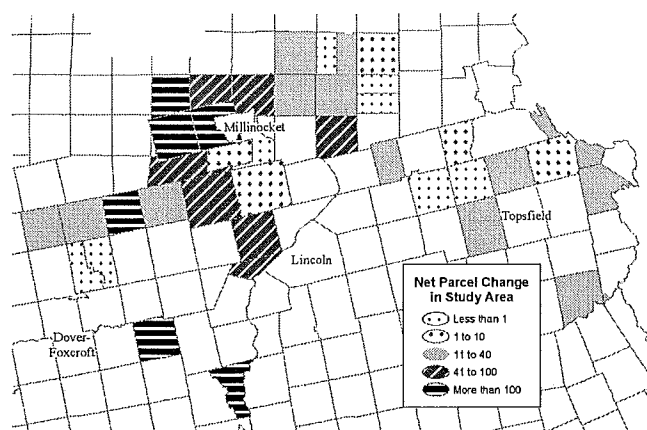 Millinocket
Topsfield
Lincoln
Dover-
Foxcroft
Net Parcel Change
in Study Area
Less than 1
1 to 10
11 to 40
41 to 100
More than 100